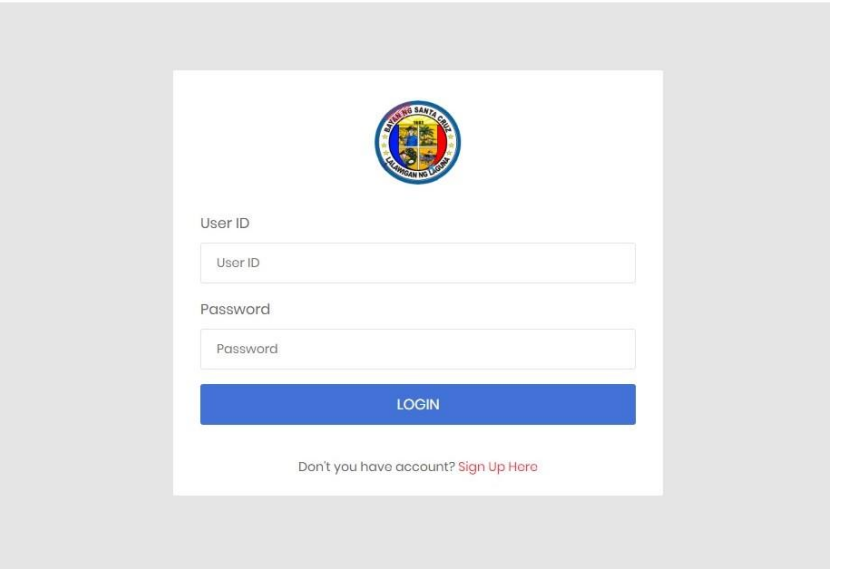 BAYAN NG SANTA CRUZ
LALAWIGAN NG LAGUNA
User ID
User ID
Password
Password
LOGIN
Don't you have account? Sign Up Here